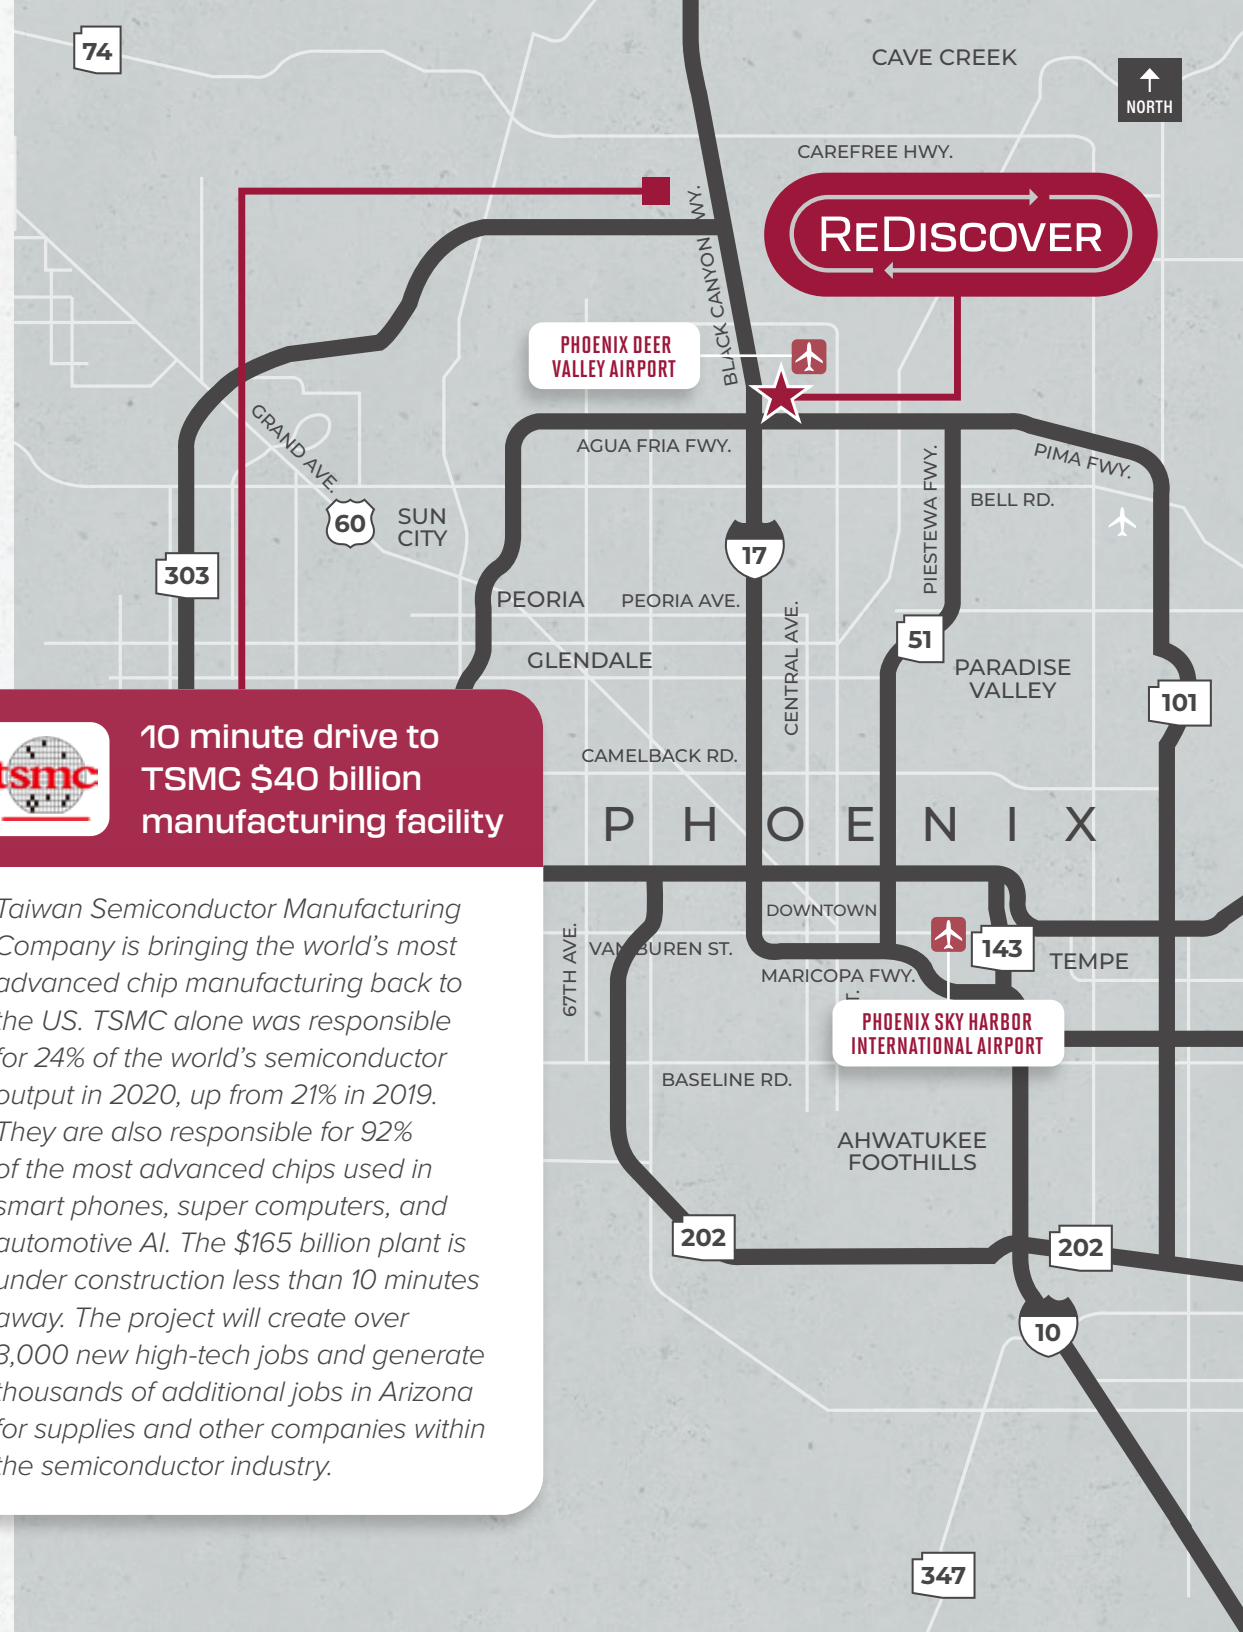 74
CAVE CREEK
NORTH
CAREFREE HWY.
REDISCOVER
BLACK CANYON
WY.
PHOENIX DEER
VALLEY AIRPORT
GRAND AVE.
AGUA FRIA FWY.
PIMA FWY.
PIESTEWA FWY.
BELL RD.
60
SUN
CITY
17
303
PEORIA
PEORIA AVE.
CENTRAL AVE.
51
GLENDALE
PARADISE
VALLEY
101
tsmc
10 minute drive to
TSMC $40 billion
manufacturing facility
CAMELBACK RD.
PHOENIX
Taiwan Semiconductor Manufacturing
Company is bringing the world’s most
advanced chip manufacturing back to
the US. TSMC alone was responsible
for 24% of the world’s semiconductor
output in 2020, up from 21% in 2019.
They are also responsible for 92%
of the most advanced chips used in
smart phones, super computers, and
automotive AI. The $165 billion plant is
under construction less than 10 minutes
away. The project will create over
3,000 new high-tech jobs and generate
thousands of additional jobs in Arizona
for supplies and other companies within
the semiconductor industry.
DOWNTOWN
67TH AVE.
VAN BUREN ST.
MARICOPA FWY.
T.
143
TEMPE
PHOENIX SKY HARBOR
INTERNATIONAL AIRPORT
BASELINE RD.
AHWATUKEE
FOOTHILLS
202
202
10
347